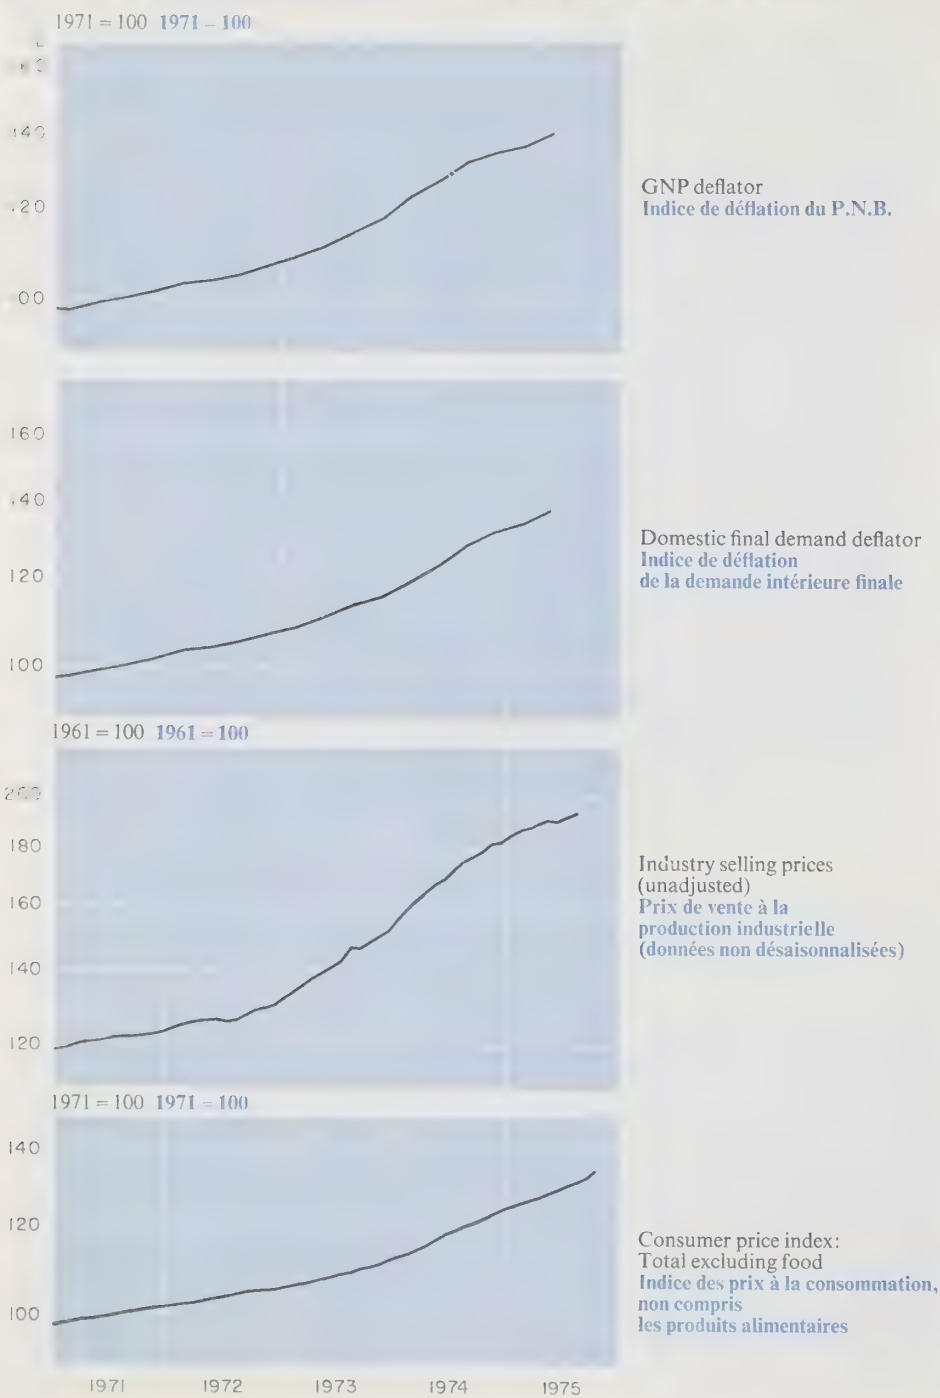 1971 = 100 1971 = 100
140
120
100
GNP deflator
Indice de déflation du P.N.B.
160
140
120
100
Domestic final demand deflator
Indice de déflation
de la demande intérieure finale
1961 = 100 1961 = 100
200
180
160
140
120
Industry selling prices
(unadjusted)
Prix de vente à la
production industrielle
(données non désaisonnalisées)
1971 = 100 1971 = 100
140
120
100
Consumer price index:
Total excluding food
Indice des prix à la consommation,
non compris
les produits alimentaires
1971 1972 1973 1974 1975